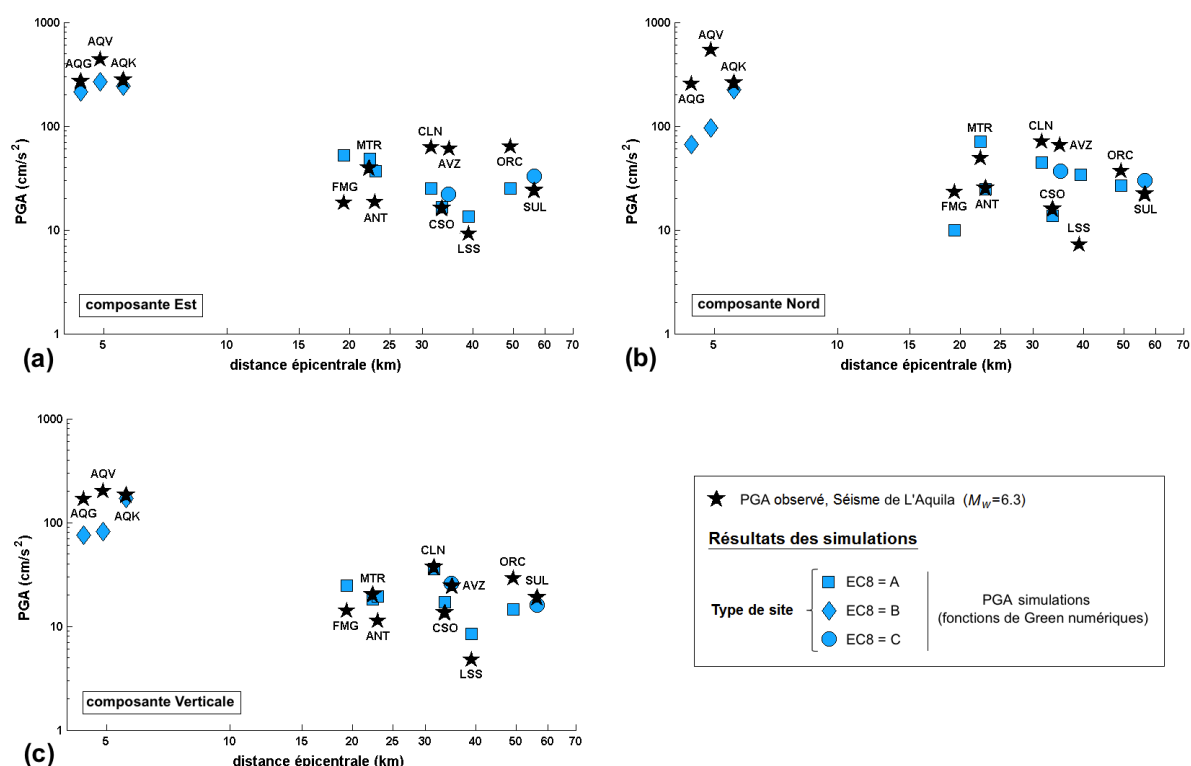 1000
100
10
1
PGA (cm/s²)
AQV
AQG
AQK
MTR
FMG
ANT
CLN
AVZ
CSO
LSS
ORC
SUL
composante Est
5
10
15
20
25
30
40
50
60
70
distance épicentrale (km)
(a)
1000
100
10
1
PGA (cm/s²)
AQV
AQK
AQG
MTR
FMG
ANT
CLN
AVZ
CSO
LSS
ORC
SUL
composante Nord
5
10
15
20
25
30
40
50
60
70
distance épicentrale (km)
(b)
1000
100
10
1
PGA (cm/s²)
AQV
AQG
AQK
MTR
FMG
ANT
CLN
AVZ
CSO
LSS
ORC
SUL
composante Verticale
5
10
15
20
25
30
40
50
60
70
distance épicentrale (km)
(c)
PGA observé, Séisme de L'Aquila (Mw=6.3)
Résultats des simulations
Type de site
EC8 = A
EC8 = B
EC8 = C
PGA simulations
(fonctions de Green numériques)